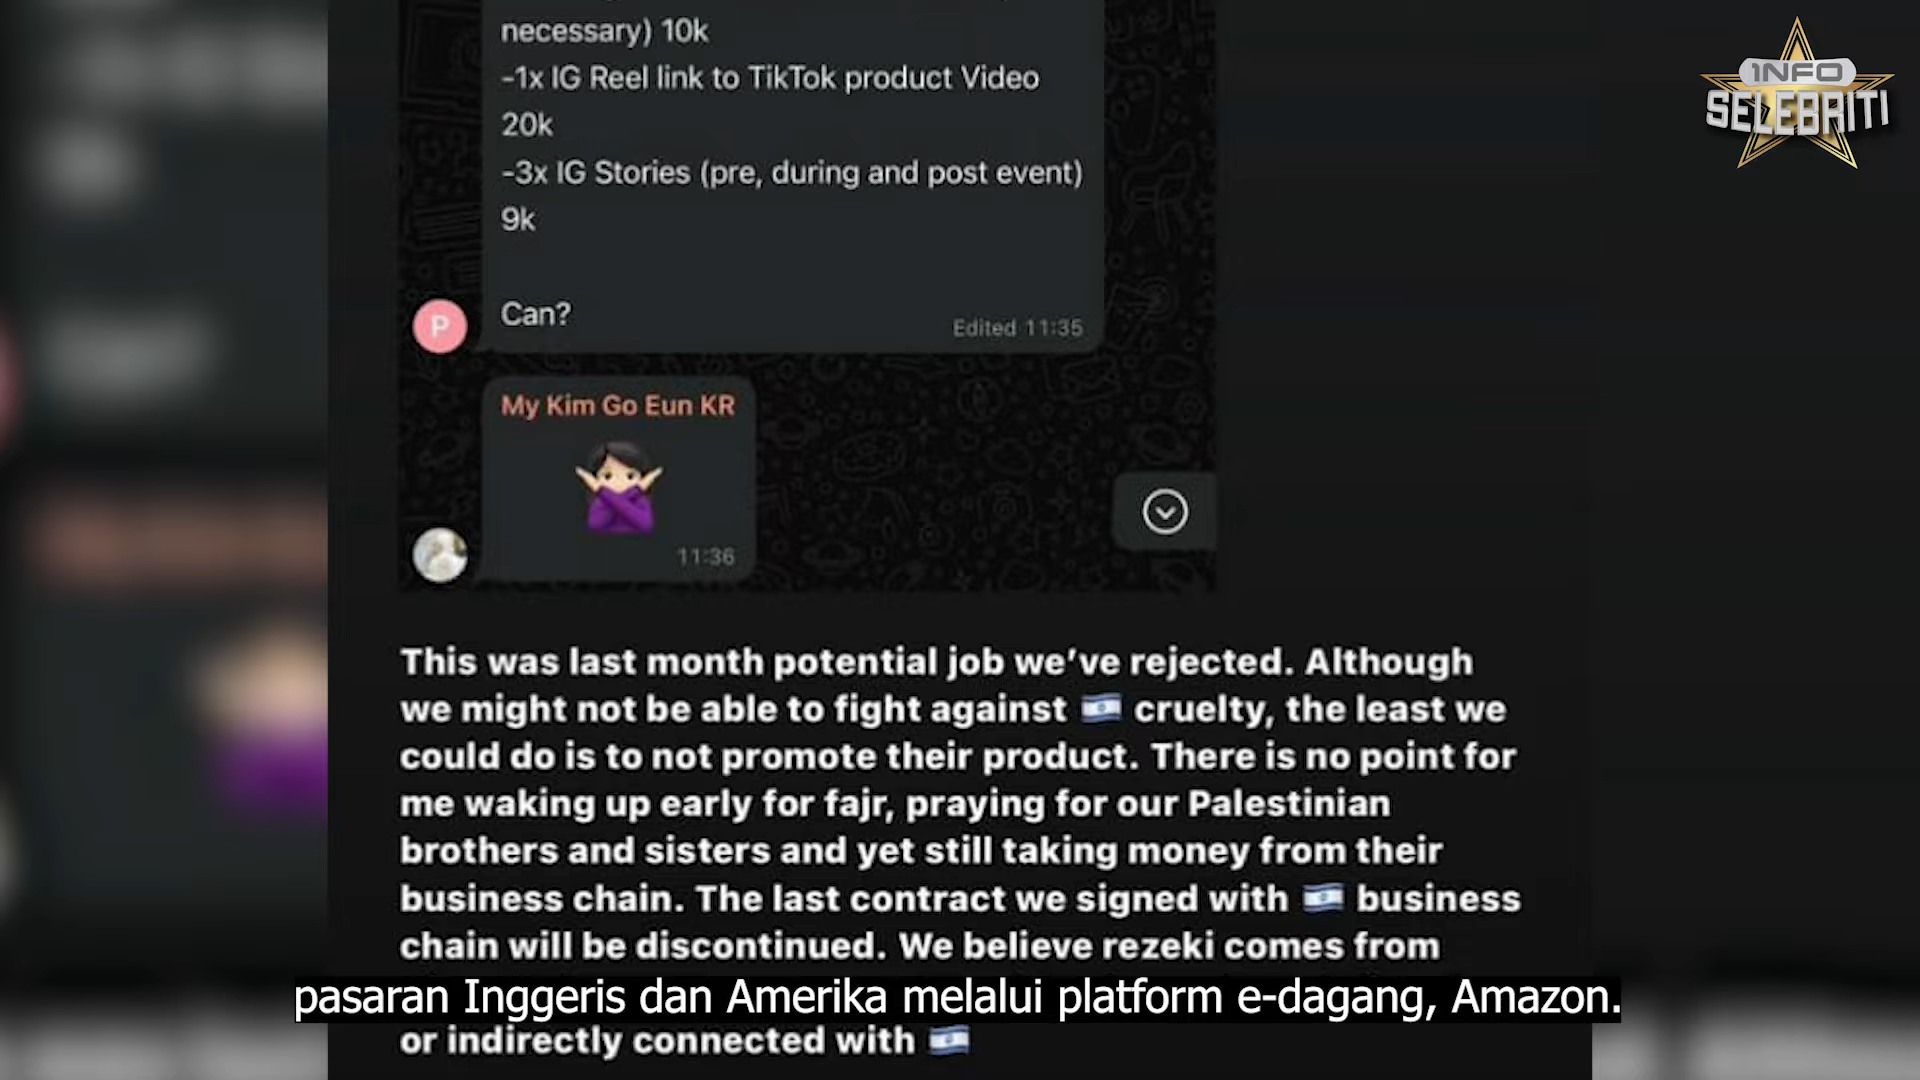 necessary) 10k
-1x IG Reel link to TikTok product Video
20k
-3x IG Stories (pre, during and post event)
9k
Can?
Edited 11:35
P
My Kim Go Eun KR
11:36
This was last month potential job we've rejected. Although
we might not be able to fight against 🇮🇱 cruelty, the least we
could do is to not promote their product. There is no point for
me waking up early for fajr, praying for our Palestinian
brothers and sisters and yet still taking money from their
business chain. The last contract we signed with 🇮🇱 business
chain will be discontinued. We believe rezeki comes from
pasaran Inggeris dan Amerika melalui platform e-dagang, Amazon.
or indirectly connected with 🇮🇱
INFO
SELEBRITI